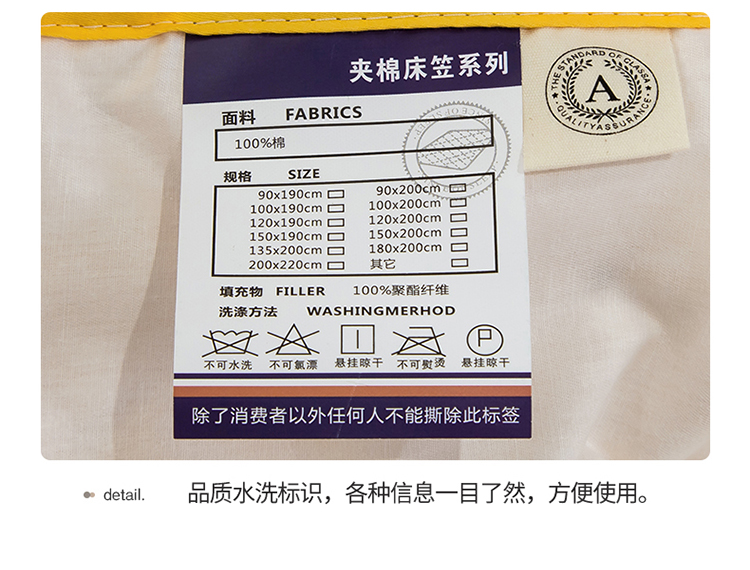 夹棉床笠系列
THE STANDARD OF GLASSA
A
QUALITYASSURANCE
面料 FABRICS
100%棉
规格 SIZE
90x190cm 90x200cm
100x190cm 100x200cm
120x190cm 120x200cm
150x190cm 150x200cm
135x200cm 180x200cm
200x220cm 其它
填充物 FILLER 100%聚酯纤维
洗涤方法 WASHINGMERHOD
不可水洗 不可氯漂 悬挂晾干 不可熨烫 悬挂晾干
P
除了消费者以外任何人不能撕除此标签
detail. 品质水洗标识，各种信息一目了然，方便使用。